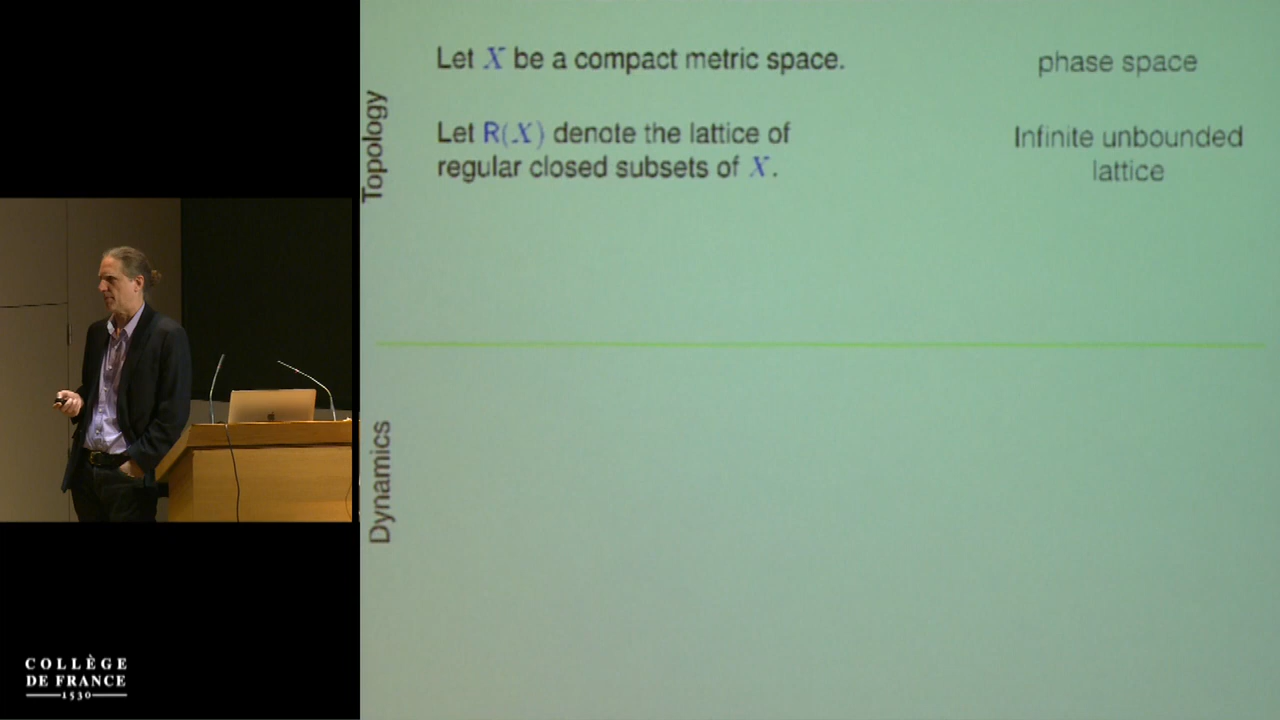 Let X be a compact metric space.
phase space
Topology
Let R(X) denote the lattice of
regular closed subsets of X.
Infinite unbounded
lattice
Dynamics
COLLÈGE
DE FRANCE
1530